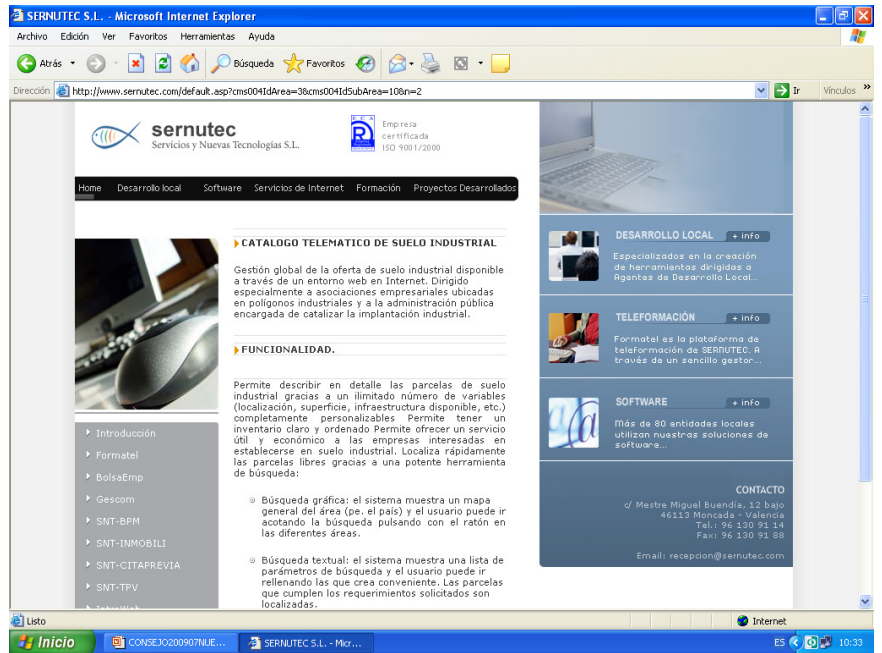 SERNUTEC S.L. - Microsoft Internet Explorer
Archivo Edición Ver Favoritos Herramientas Ayuda
Atrás Búsqueda Favoritos
Dirección http://www.sernutec.com/default.asp?cms004IdArea=3&cms004IdSubArea=10&n=2 Ir Vínculos »
sernutec
Servicios y Nuevas Tecnologías S.L.
Empresa
certificada
ISO 9001/2000
Home Desarrollo local Software Servicios de Internet Formación Proyectos Desarrollados
CATALOGO TELEMATICO DE SUELO INDUSTRIAL
Gestión global de la oferta de suelo industrial disponible
a través de un entorno web en Internet. Dirigido
especialmente a asociaciones empresariales ubicadas
en polígonos industriales y a la administración pública
encargada de catalizar la implantación industrial.
FUNCIONALIDAD.
Permite describir en detalle las parcelas de suelo
industrial gracias a un ilimitado número de variables
(localización, superficie, infraestructura disponible, etc.)
completamente personalizables Permite tener un
inventario claro y ordenado Permite ofrecer un servicio
útil y económico a las empresas interesadas en
establecerse en suelo industrial. Localiza rápidamente
las parcelas libres gracias a una potente herramienta
de búsqueda:
Búsqueda gráfica: el sistema muestra un mapa
general del área (pe. el país) y el usuario puede ir
acotando la búsqueda pulsando con el ratón en
las diferentes áreas.
Búsqueda textual: el sistema muestra una lista de
parámetros de búsqueda y el usuario puede ir
rellenando las que crea conveniente. Las parcelas
que cumplen los requerimientos solicitados son
localizadas.
Introducción
Formatel
BolsaEmp
Gescom
SNT-BPM
SNT-INMOBILI
SNT-CITAPREVIA
SNT-TPV
DESARROLLO LOCAL + info
Especializados en la creación
de herramientas dirigidas a
Agentes de Desarrollo Local...
TELEFORMACIÓN + info
Formatel es la plataforma de
teleformación de SERNUTEC. A
través de un sencillo gestor...
SOFTWARE + info
Más de 80 entidades locales
utilizan nuestras soluciones de
software...
CONTACTO
c/ Mestre Miguel Buendía, 12 bajo
46113 Moncada - Valencia
Tel.: 96 130 91 14
Fax: 96 130 91 88
Email: recepcion@sernutec.com
Listo Internet
Inicio CONSEJO200907NUE... SERNUTEC S.L. - Micr... ES 10:33